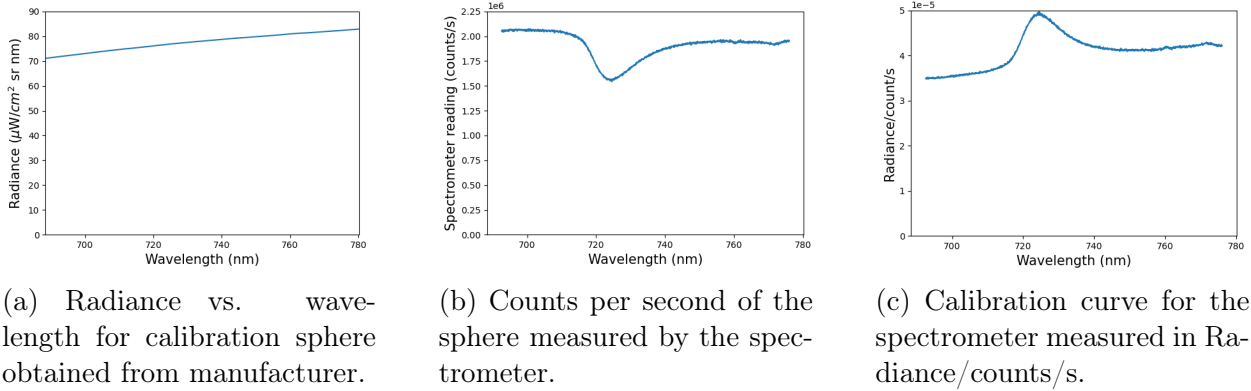 90
80
70
60
50
40
30
20
10
0
Radiance (μW/cm² sr nm)
700 720 740 760 780
Wavelength (nm)
1e6
2.25
2.00
1.75
1.50
1.25
1.00
0.75
0.50
0.25
0.00
Spectrometer reading (counts/s)
700 720 740 760 780
Wavelength (nm)
1e−5
5
4
3
2
1
0
Radiance/count/s
700 720 740 760 780
Wavelength (nm)
(a) Radiance vs. wave-
length for calibration sphere
obtained from manufacturer.
(b) Counts per second of the
sphere measured by the spec-
trometer.
(c) Calibration curve for the
spectrometer measured in Ra-
diance/counts/s.